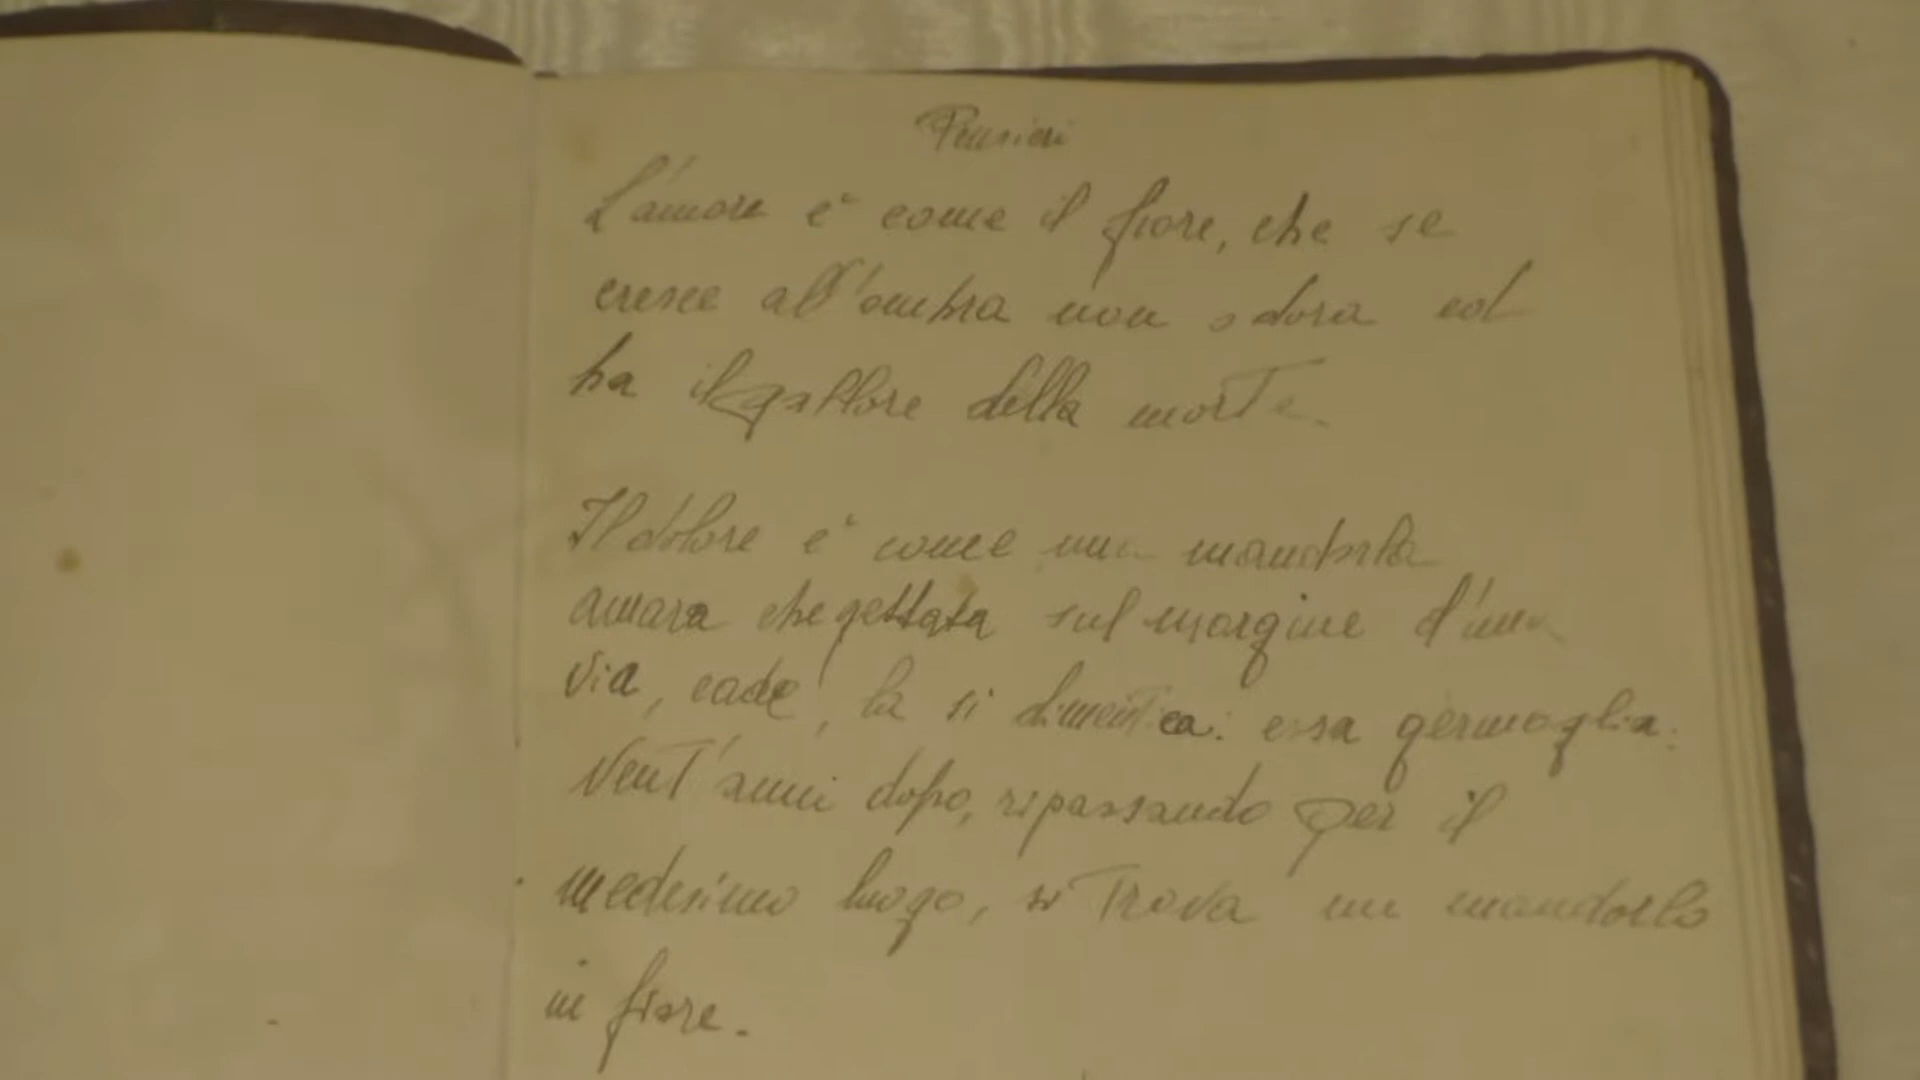 Pensieri
L'amore è come il fiore, che se
cresce all'ombra non odora ed
ha il pallore della morte.
Il dolore è come una mandorla
amara che gettata sul margine d'una
via, cade, la si dimentica: essa germoglia:
Vent'anni dopo, ripassando per il
medesimo luogo, si trova un mandorlo
in fiore.